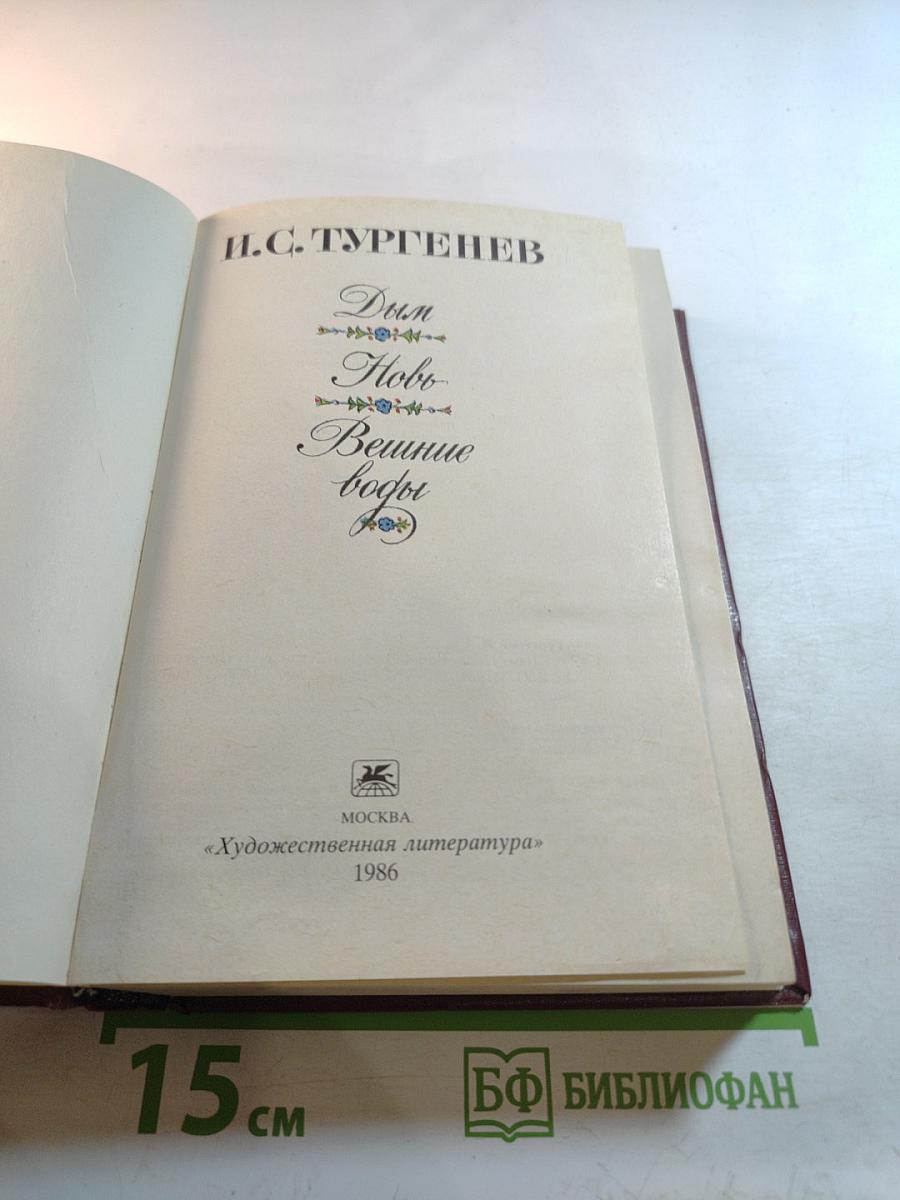 И. С. ТУРГЕНЕВ
Дым
Новь
Вешние
воды
МОСКВА
«Художественная литература»
1986
15 см
БФ БИБЛИОФАН